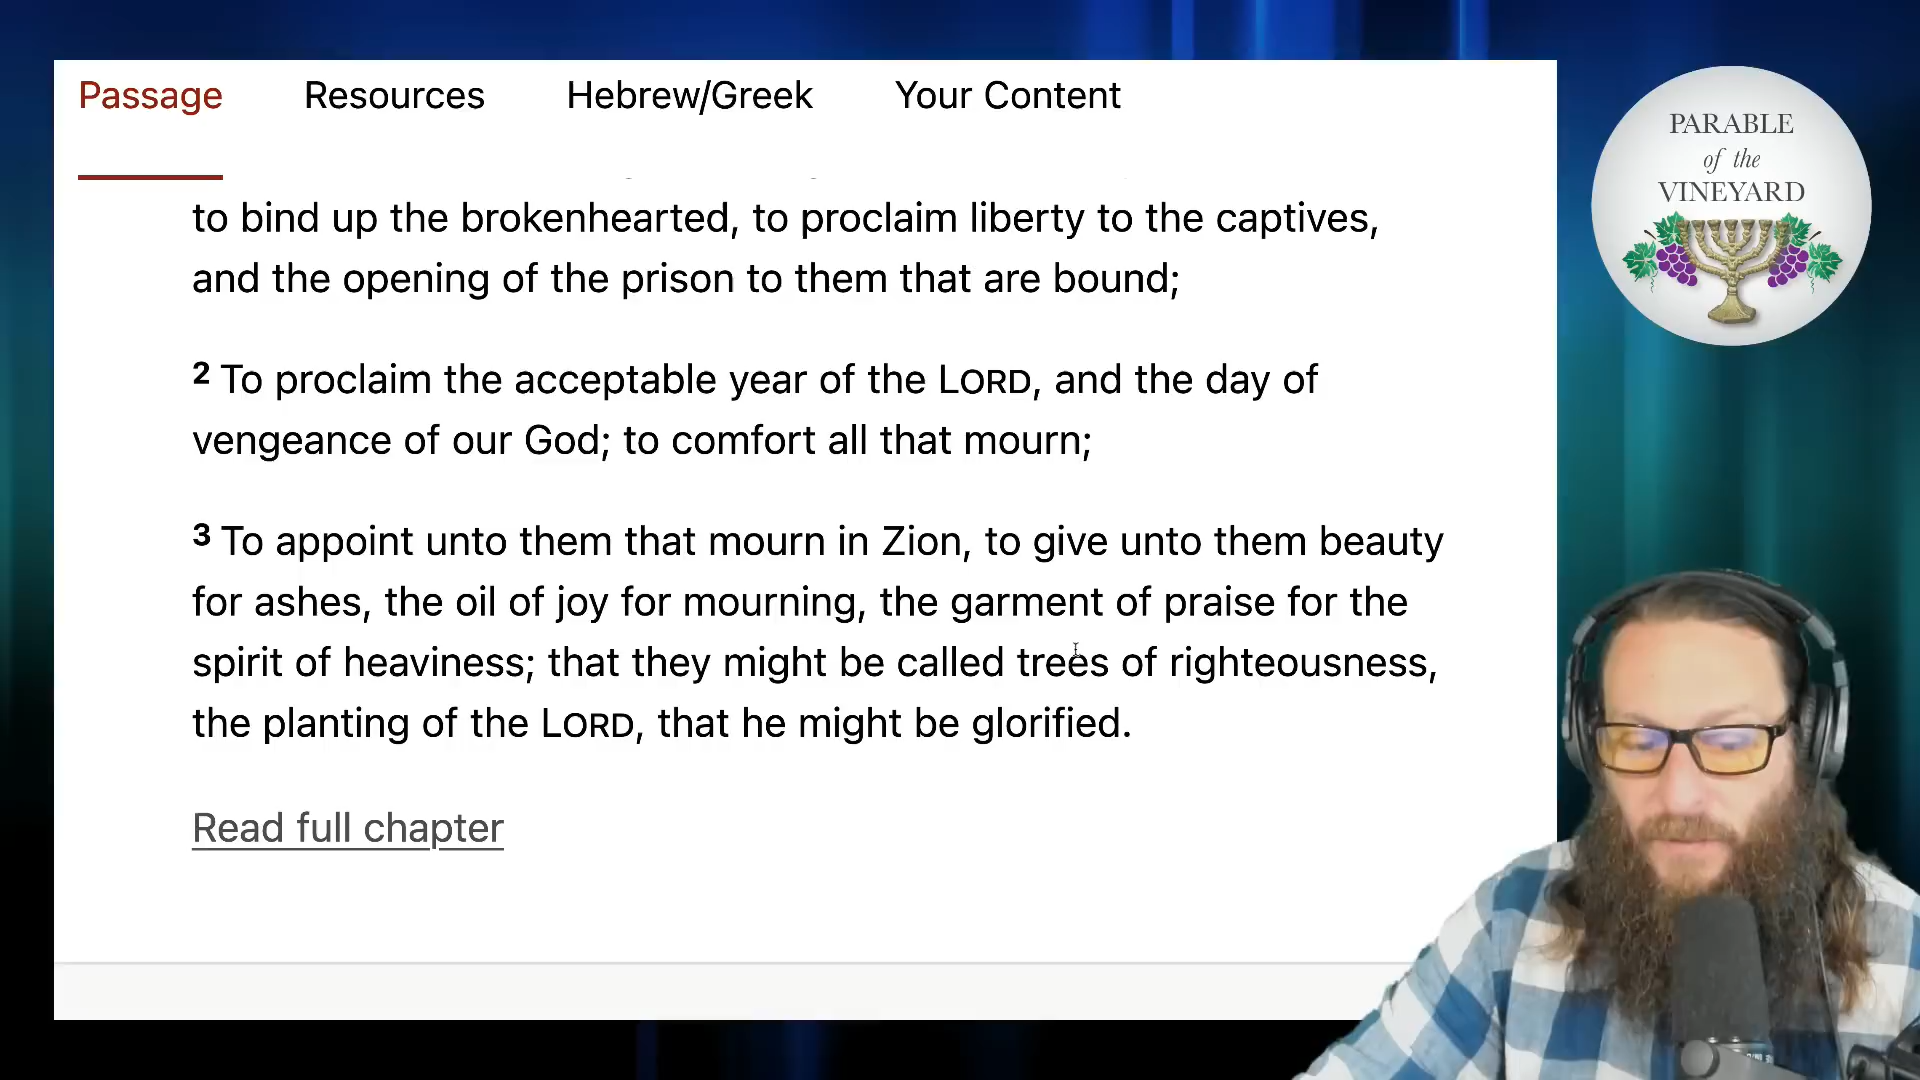 Passage Resources Hebrew/Greek Your Content
to bind up the brokenhearted, to proclaim liberty to the captives,
and the opening of the prison to them that are bound;
2 To proclaim the acceptable year of the LORD, and the day of
vengeance of our God; to comfort all that mourn;
3 To appoint unto them that mourn in Zion, to give unto them beauty
for ashes, the oil of joy for mourning, the garment of praise for the
spirit of heaviness; that they might be called trees of righteousness,
the planting of the LORD, that he might be glorified.
Read full chapter
PARABLE
of the
VINEYARD